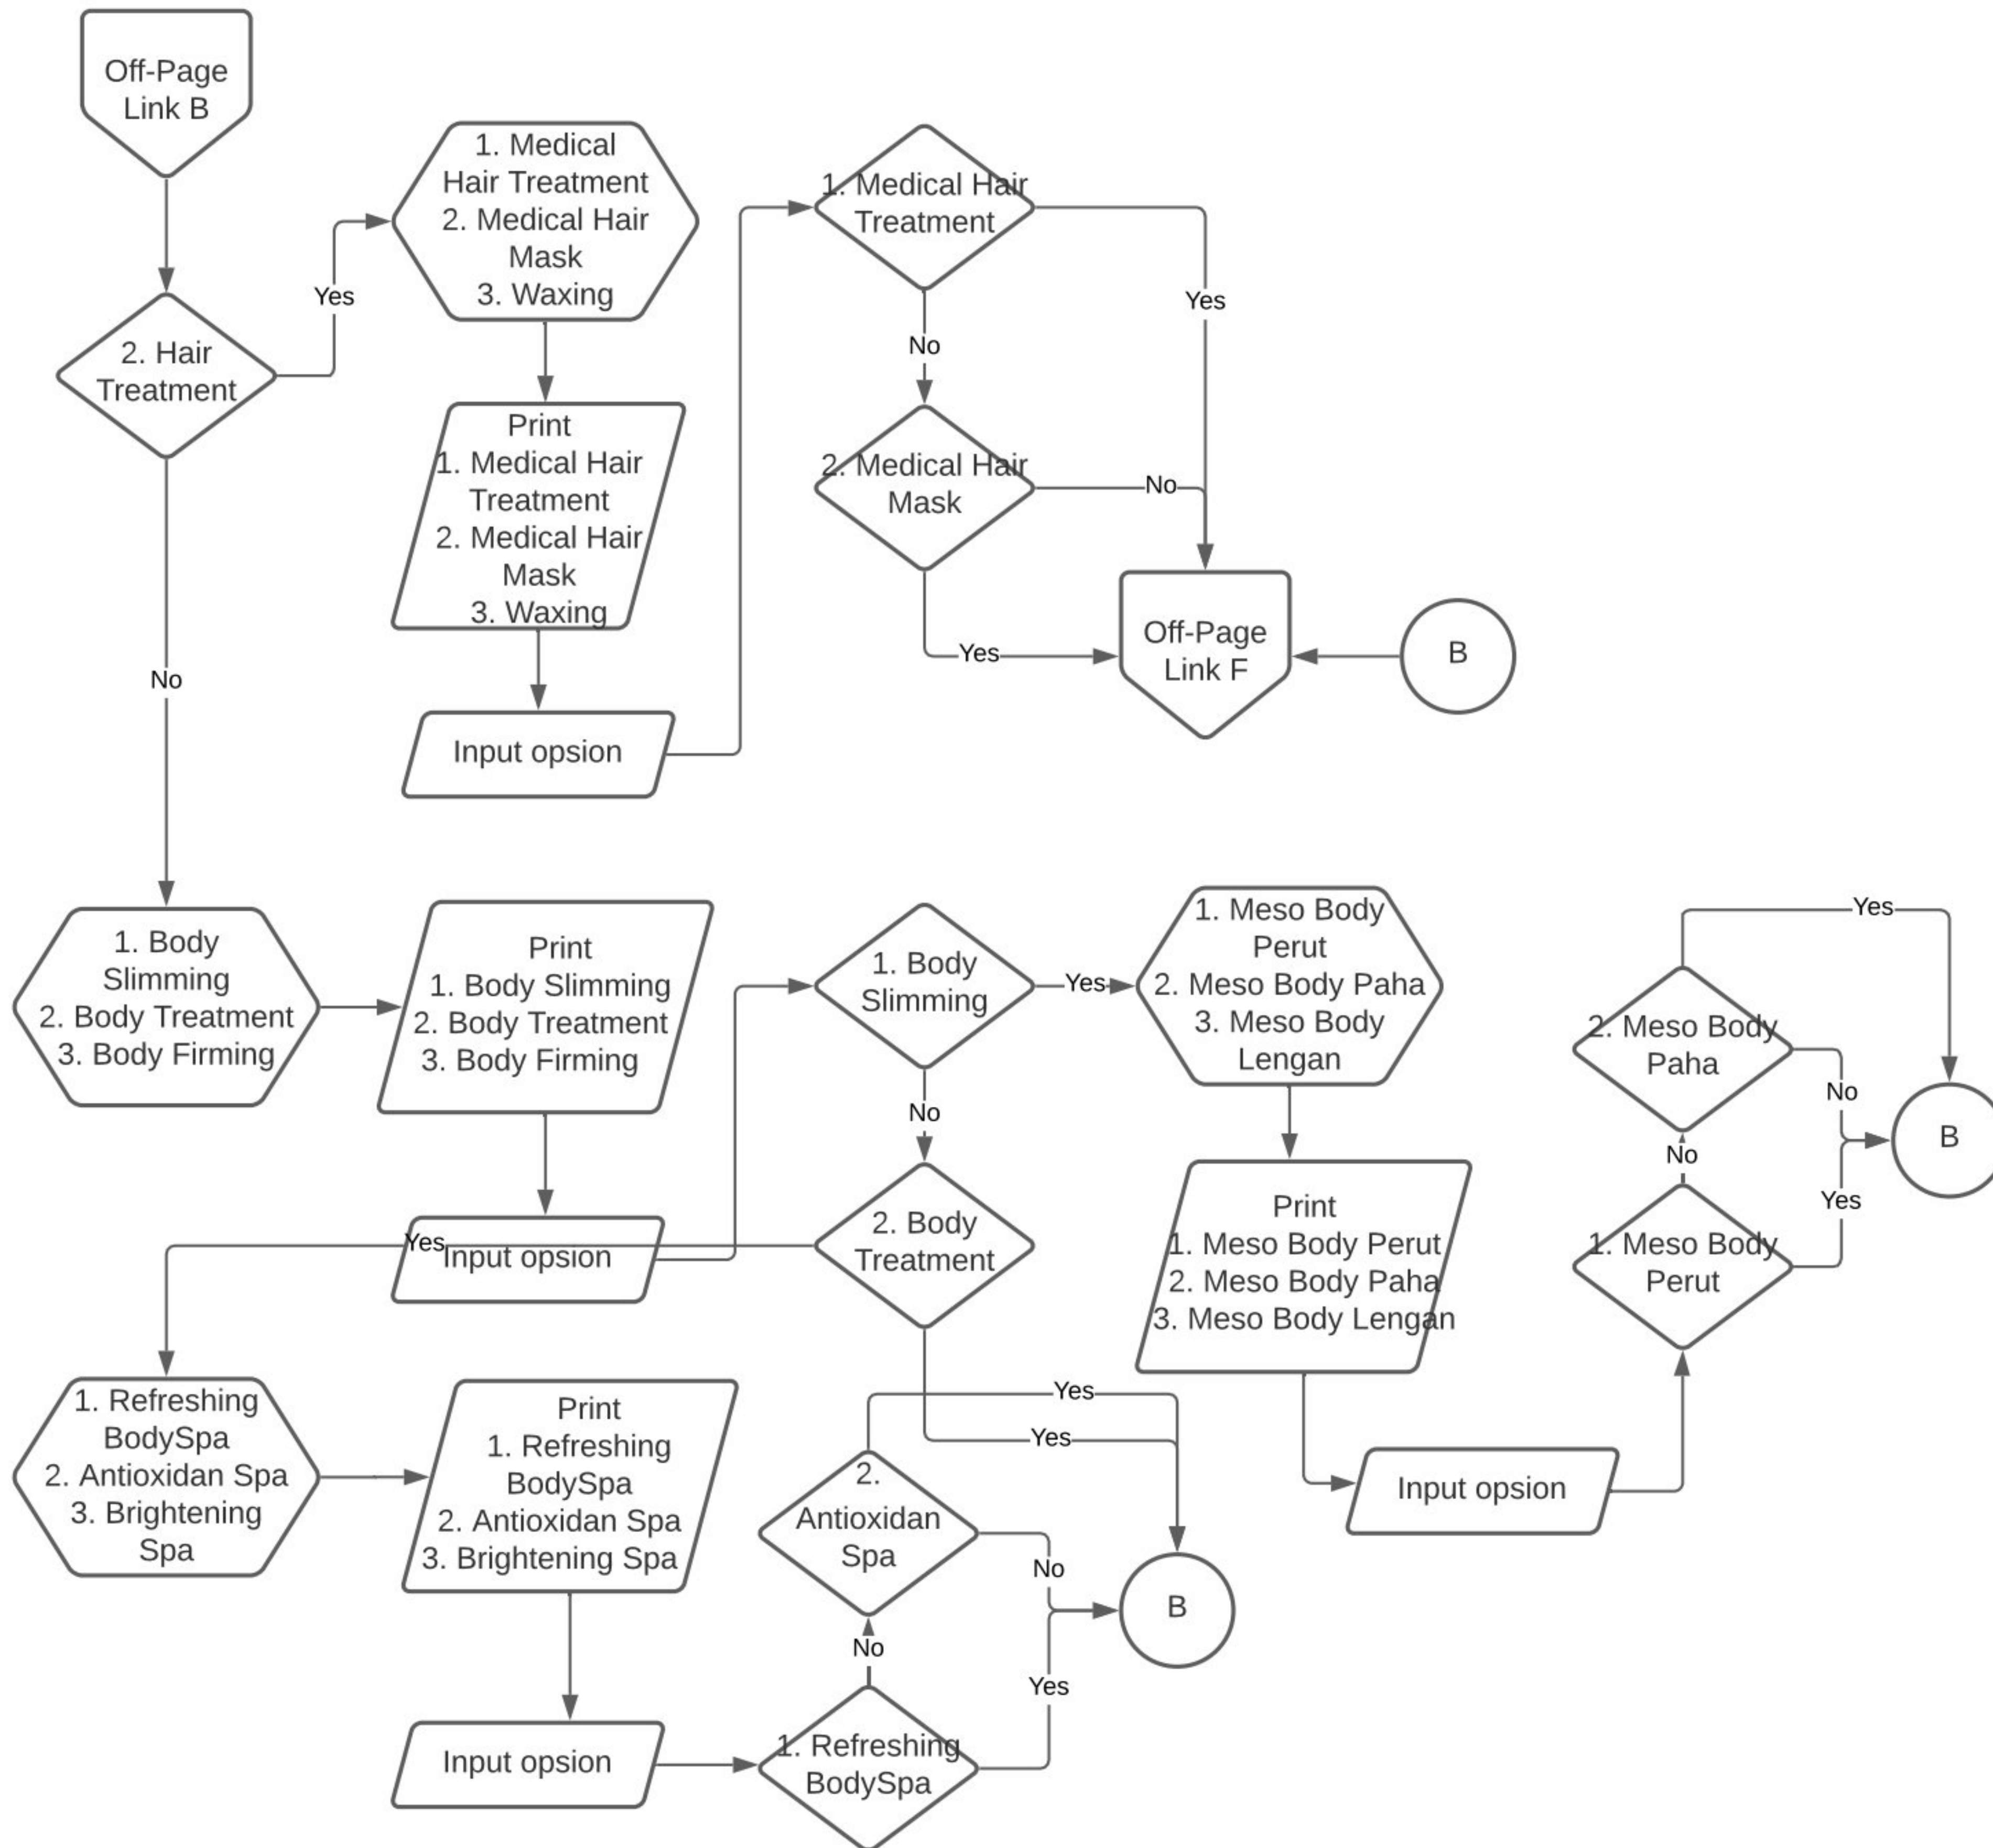 Off-Page
Link B
2. Hair
Treatment
Yes
1. Medical
Hair Treatment
2. Medical Hair
Mask
3. Waxing
Print
1. Medical Hair
Treatment
2. Medical Hair
Mask
3. Waxing
Input opsion
1. Medical Hair
Treatment
Yes
No
2. Medical Hair
Mask
No
Yes
Off-Page
Link F
B
No
1. Body
Slimming
2. Body Treatment
3. Body Firming
Print
1. Body Slimming
2. Body Treatment
3. Body Firming
Input opsion
1. Body
Slimming
Yes
No
2. Body
Treatment
Yes
Yes
1. Meso Body
Perut
2. Meso Body Paha
3. Meso Body
Lengan
Print
1. Meso Body Perut
2. Meso Body Paha
3. Meso Body Lengan
Input opsion
1. Meso Body
Perut
Yes
No
2. Meso Body
Paha
No
Yes
B
1. Refreshing
BodySpa
2. Antioxidan Spa
3. Brightening
Spa
Print
1. Refreshing
BodySpa
2. Antioxidan Spa
3. Brightening Spa
Input opsion
1. Refreshing
BodySpa
Yes
No
2.
Antioxidan
Spa
No
Yes
B